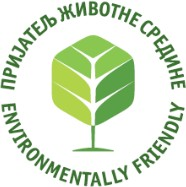 ПРИЈАТЕЉ ЖИВОТНЕ СРЕДИНЕ
ENVIRONMENTALLY FRIENDLY